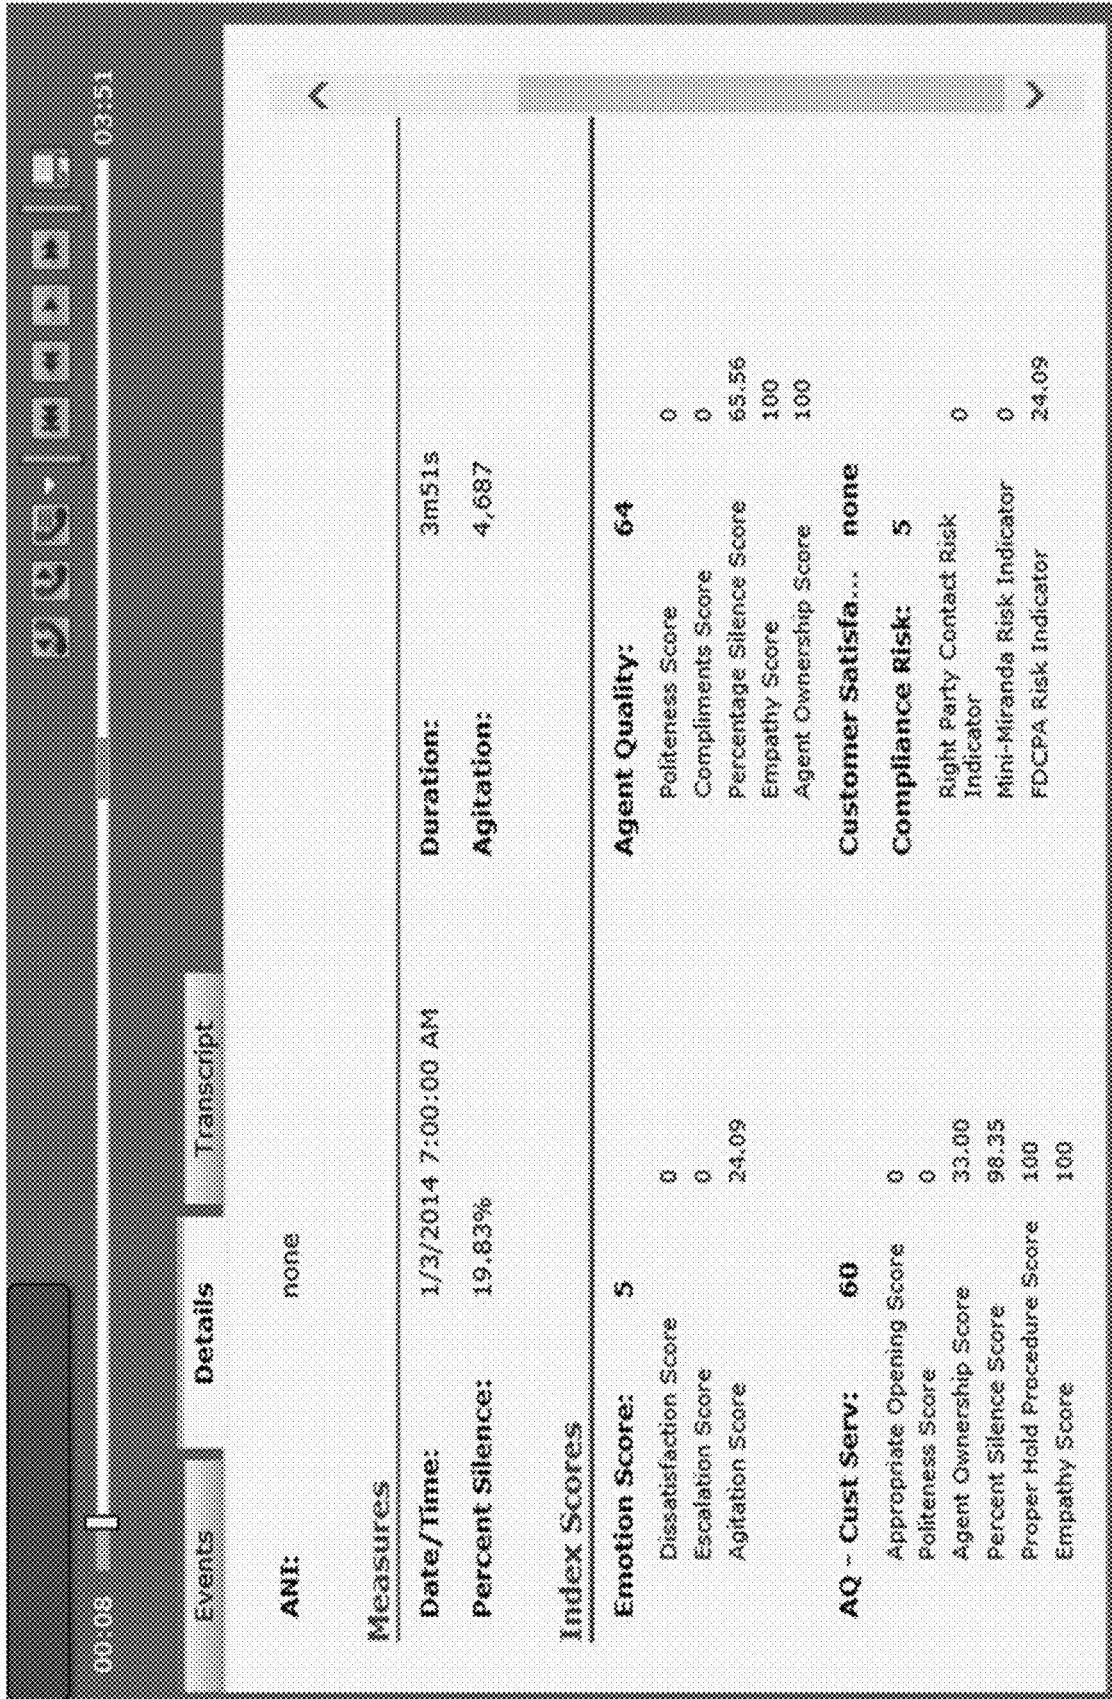 00:08 03:51
Events Details Transcript
ANI: none
Measures
Date/Time: 1/3/2014 7:00:00 AM Duration: 3m51s
Percent Silence: 19.83% Agitation: 4,687
Index Scores
Emotion Score: 5 Agent Quality: 64
Dissatisfaction Score 0 Politeness Score 0
Escalation Score 0 Compliments Score 0
Agitation Score 24.09 Percentage Silence Score 65.56
Empathy Score 100
Agent Ownership Score 100
AQ - Cust Serv: 60 Customer Satisfa... none
Appropriate Opening Score 0 Compliance Risk: 5
Politeness Score 0
Agent Ownership Score 33.00 Right Party Contact Risk
Indicator 0
Percent Silence Score 98.35 Mini-Miranda Risk Indicator 0
Proper Hold Procedure Score 100 FDCPA Risk Indicator 24.09
Empathy Score 100